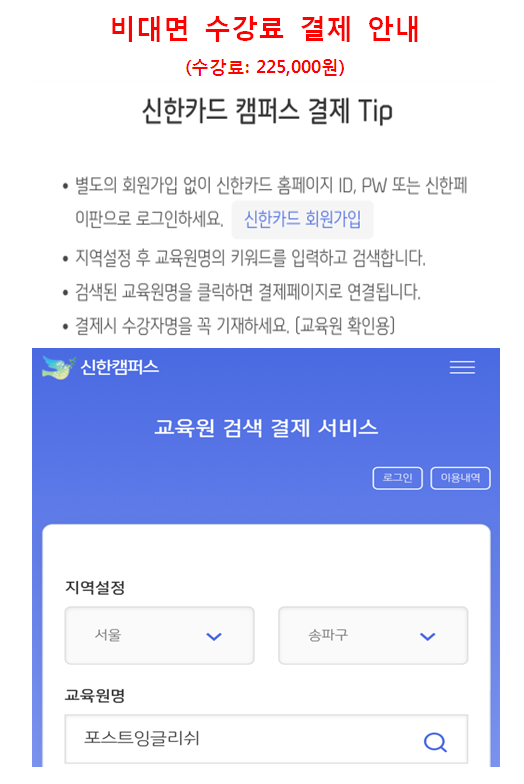 비대면 수강료 결제 안내
(수강료: 225,000원)
신한카드 캠퍼스 결제 Tip
• 별도의 회원가입 없이 신한카드 홈페이지 ID, PW 또는 신한페
이판으로 로그인하세요. 신한카드 회원가입
• 지역설정 후 교육원명의 키워드를 입력하고 검색합니다.
• 검색된 교육원명을 클릭하면 결제페이지로 연결됩니다.
• 결제시 수강자명을 꼭 기재하세요. (교육원 확인용)
신한캠퍼스
교육원 검색 결제 서비스
로그인 이용내역
지역설정
서울 송파구
교육원명
포스트잉글리쉬